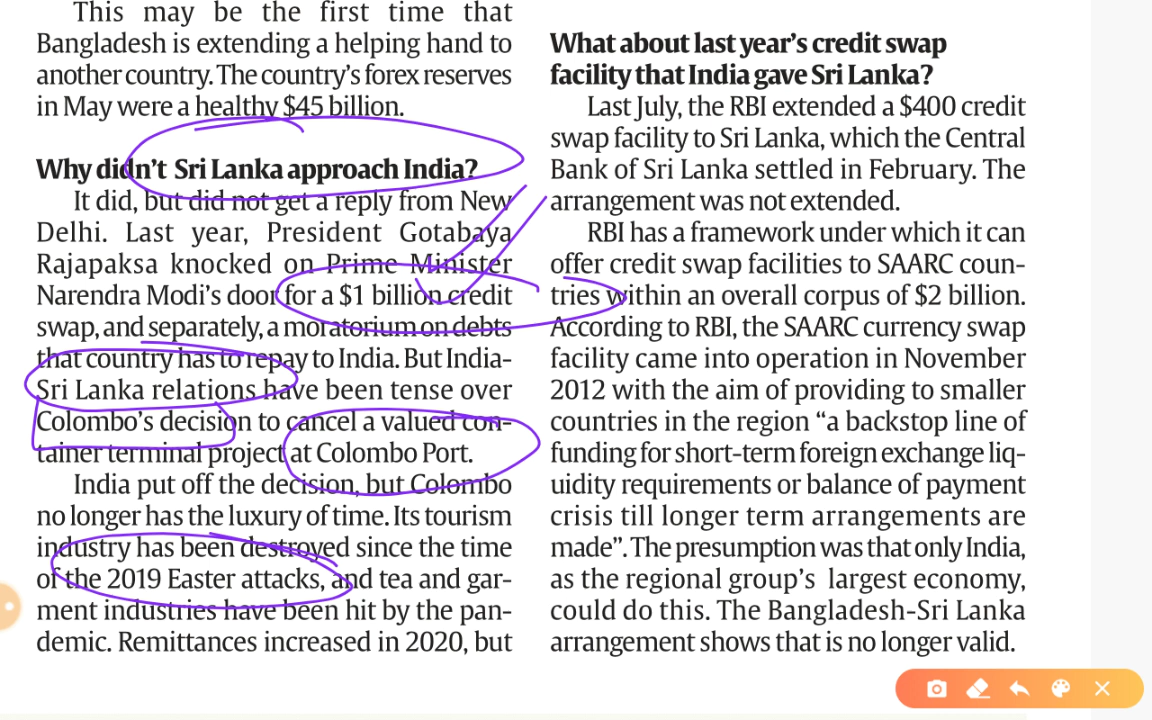 This may be the first time that
Bangladesh is extending a helping hand to
another country. The country's forex reserves
in May were a healthy $45 billion.
Why didn't Sri Lanka approach India?
It did, but did not get a reply from New
Delhi. Last year, President Gotabaya
Rajapaksa knocked on Prime Minister
Narendra Modi's door for a $1 billion credit
swap, and separately, a moratorium on debts
that country has to repay to India. But India-
Sri Lanka relations have been tense over
Colombo's decision to cancel a valued con-
tainer terminal project at Colombo Port.
India put off the decision, but Colombo
no longer has the luxury of time. Its tourism
industry has been destroyed since the time
of the 2019 Easter attacks, and tea and gar-
ment industries have been hit by the pan-
demic. Remittances increased in 2020, but
What about last year's credit swap
facility that India gave Sri Lanka?
Last July, the RBI extended a $400 credit
swap facility to Sri Lanka, which the Central
Bank of Sri Lanka settled in February. The
arrangement was not extended.
RBI has a framework under which it can
offer credit swap facilities to SAARC coun-
tries within an overall corpus of $2 billion.
According to RBI, the SAARC currency swap
facility came into operation in November
2012 with the aim of providing to smaller
countries in the region “a backstop line of
funding for short-term foreign exchange liq-
uidity requirements or balance of payment
crisis till longer term arrangements are
made”. The presumption was that only India,
as the regional group's largest economy,
could do this. The Bangladesh-Sri Lanka
arrangement shows that is no longer valid.